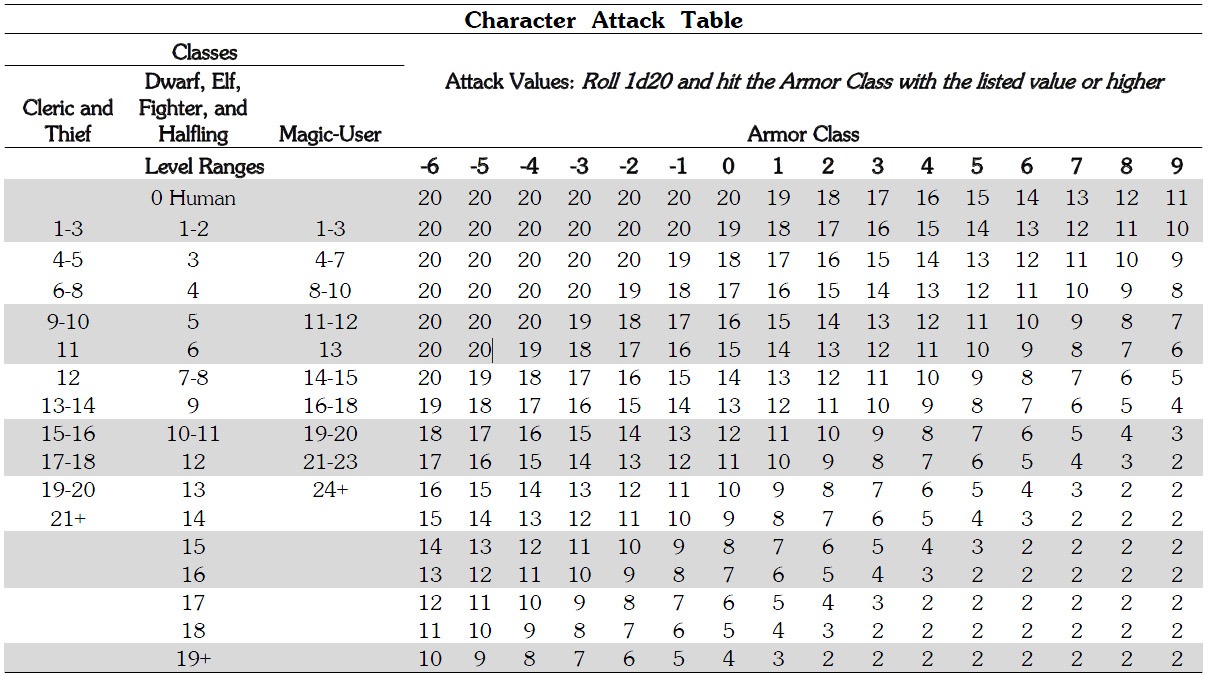 Character Attack Table
Classes
Attack Values: Roll 1d20 and hit the Armor Class with the listed value or higher
Cleric and Thief
Dwarf, Elf, Fighter, and Halfling
Magic-User
Armor Class
Level Ranges -6 -5 -4 -3 -2 -1 0 1 2 3 4 5 6 7 8 9
0 Human 20 20 20 20 20 20 20 19 18 17 16 15 14 13 12 11
1-3 1-2 1-3 20 20 20 20 20 20 19 18 17 16 15 14 13 12 11 10
4-5 3 4-7 20 20 20 20 20 19 18 17 16 15 14 13 12 11 10 9
6-8 4 8-10 20 20 20 20 19 18 17 16 15 14 13 12 11 10 9 8
9-10 5 11-12 20 20 20 19 18 17 16 15 14 13 12 11 10 9 8 7
11 6 13 20 20 19 18 17 16 15 14 13 12 11 10 9 8 7 6
12 7-8 14-15 20 19 18 17 16 15 14 13 12 11 10 9 8 7 6 5
13-14 9 16-18 19 18 17 16 15 14 13 12 11 10 9 8 7 6 5 4
15-16 10-11 19-20 18 17 16 15 14 13 12 11 10 9 8 7 6 5 4 3
17-18 12 21-23 17 16 15 14 13 12 11 10 9 8 7 6 5 4 3 2
19-20 13 24+ 16 15 14 13 12 11 10 9 8 7 6 5 4 3 2 2
21+ 14 15 14 13 12 11 10 9 8 7 6 5 4 3 2 2 2
15 14 13 12 11 10 9 8 7 6 5 4 3 2 2 2 2
16 13 12 11 10 9 8 7 6 5 4 3 2 2 2 2 2
17 12 11 10 9 8 7 6 5 4 3 2 2 2 2 2 2
18 11 10 9 8 7 6 5 4 3 2 2 2 2 2 2 2
19+ 10 9 8 7 6 5 4 3 2 2 2 2 2 2 2 2